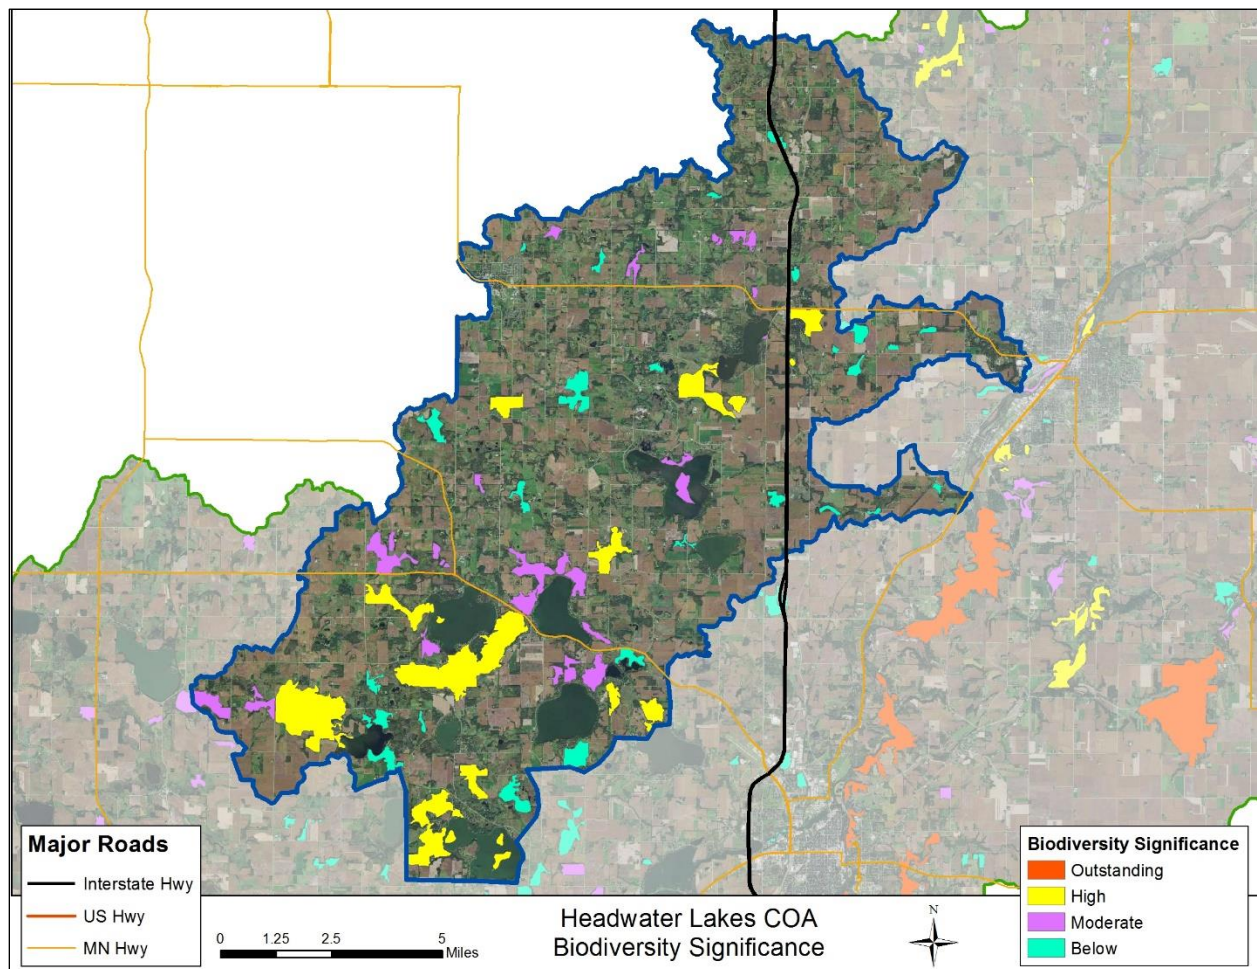 Major Roads
Interstate Hwy
US Hwy
MN Hwy
0 1.25 2.5 5
Miles
Headwater Lakes COA
Biodiversity Significance
N
Biodiversity Significance
Outstanding
High
Moderate
Below